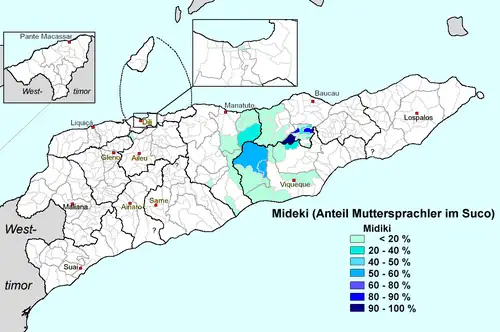 Pante Macassar
West-
timor
Baucau
Manatuto
Lospalos
Dili
Liquiçá
Gleno
Aileu
?
Viqueque
Same
Ainaro
Maliana
?
West-
timor
Suai
Mideki (Anteil Muttersprachler im Suco)
Midiki
< 20 %
20 - 40 %
40 - 50 %
50 - 60 %
60 - 80 %
80 - 90 %
90 - 100 %